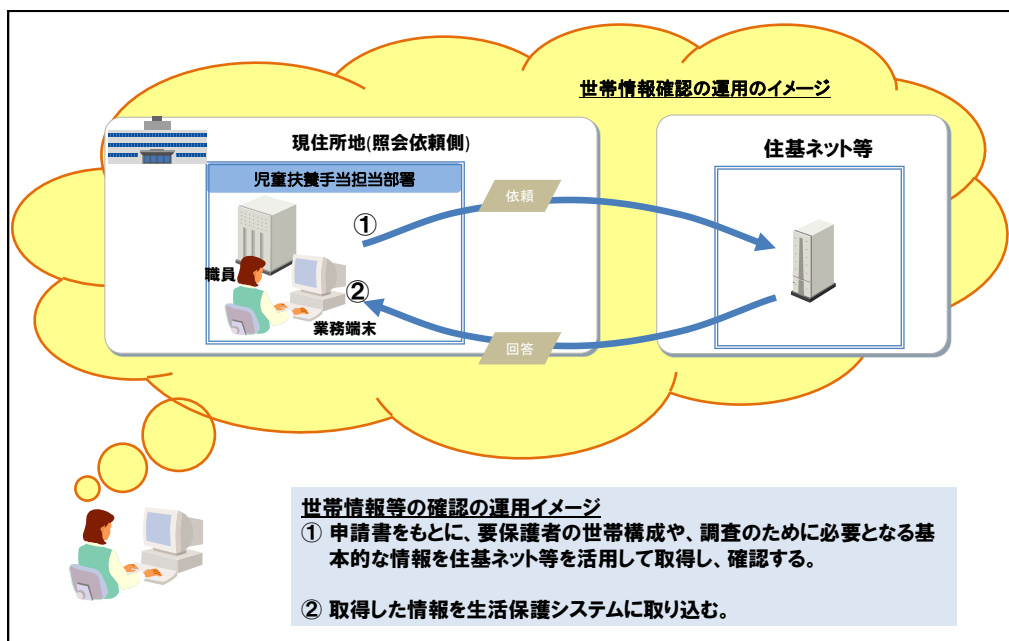 世帯情報確認の運用のイメージ
現住所地(照会依頼側)
住基ネット等
児童扶養手当担当部署
依頼
①
職員
②
業務端末
回答
世帯情報等の確認の運用イメージ
① 申請書をもとに、要保護者の世帯構成や、調査のために必要となる基
本的な情報を住基ネット等を活用して取得し、確認する。
② 取得した情報を生活保護システムに取り込む。